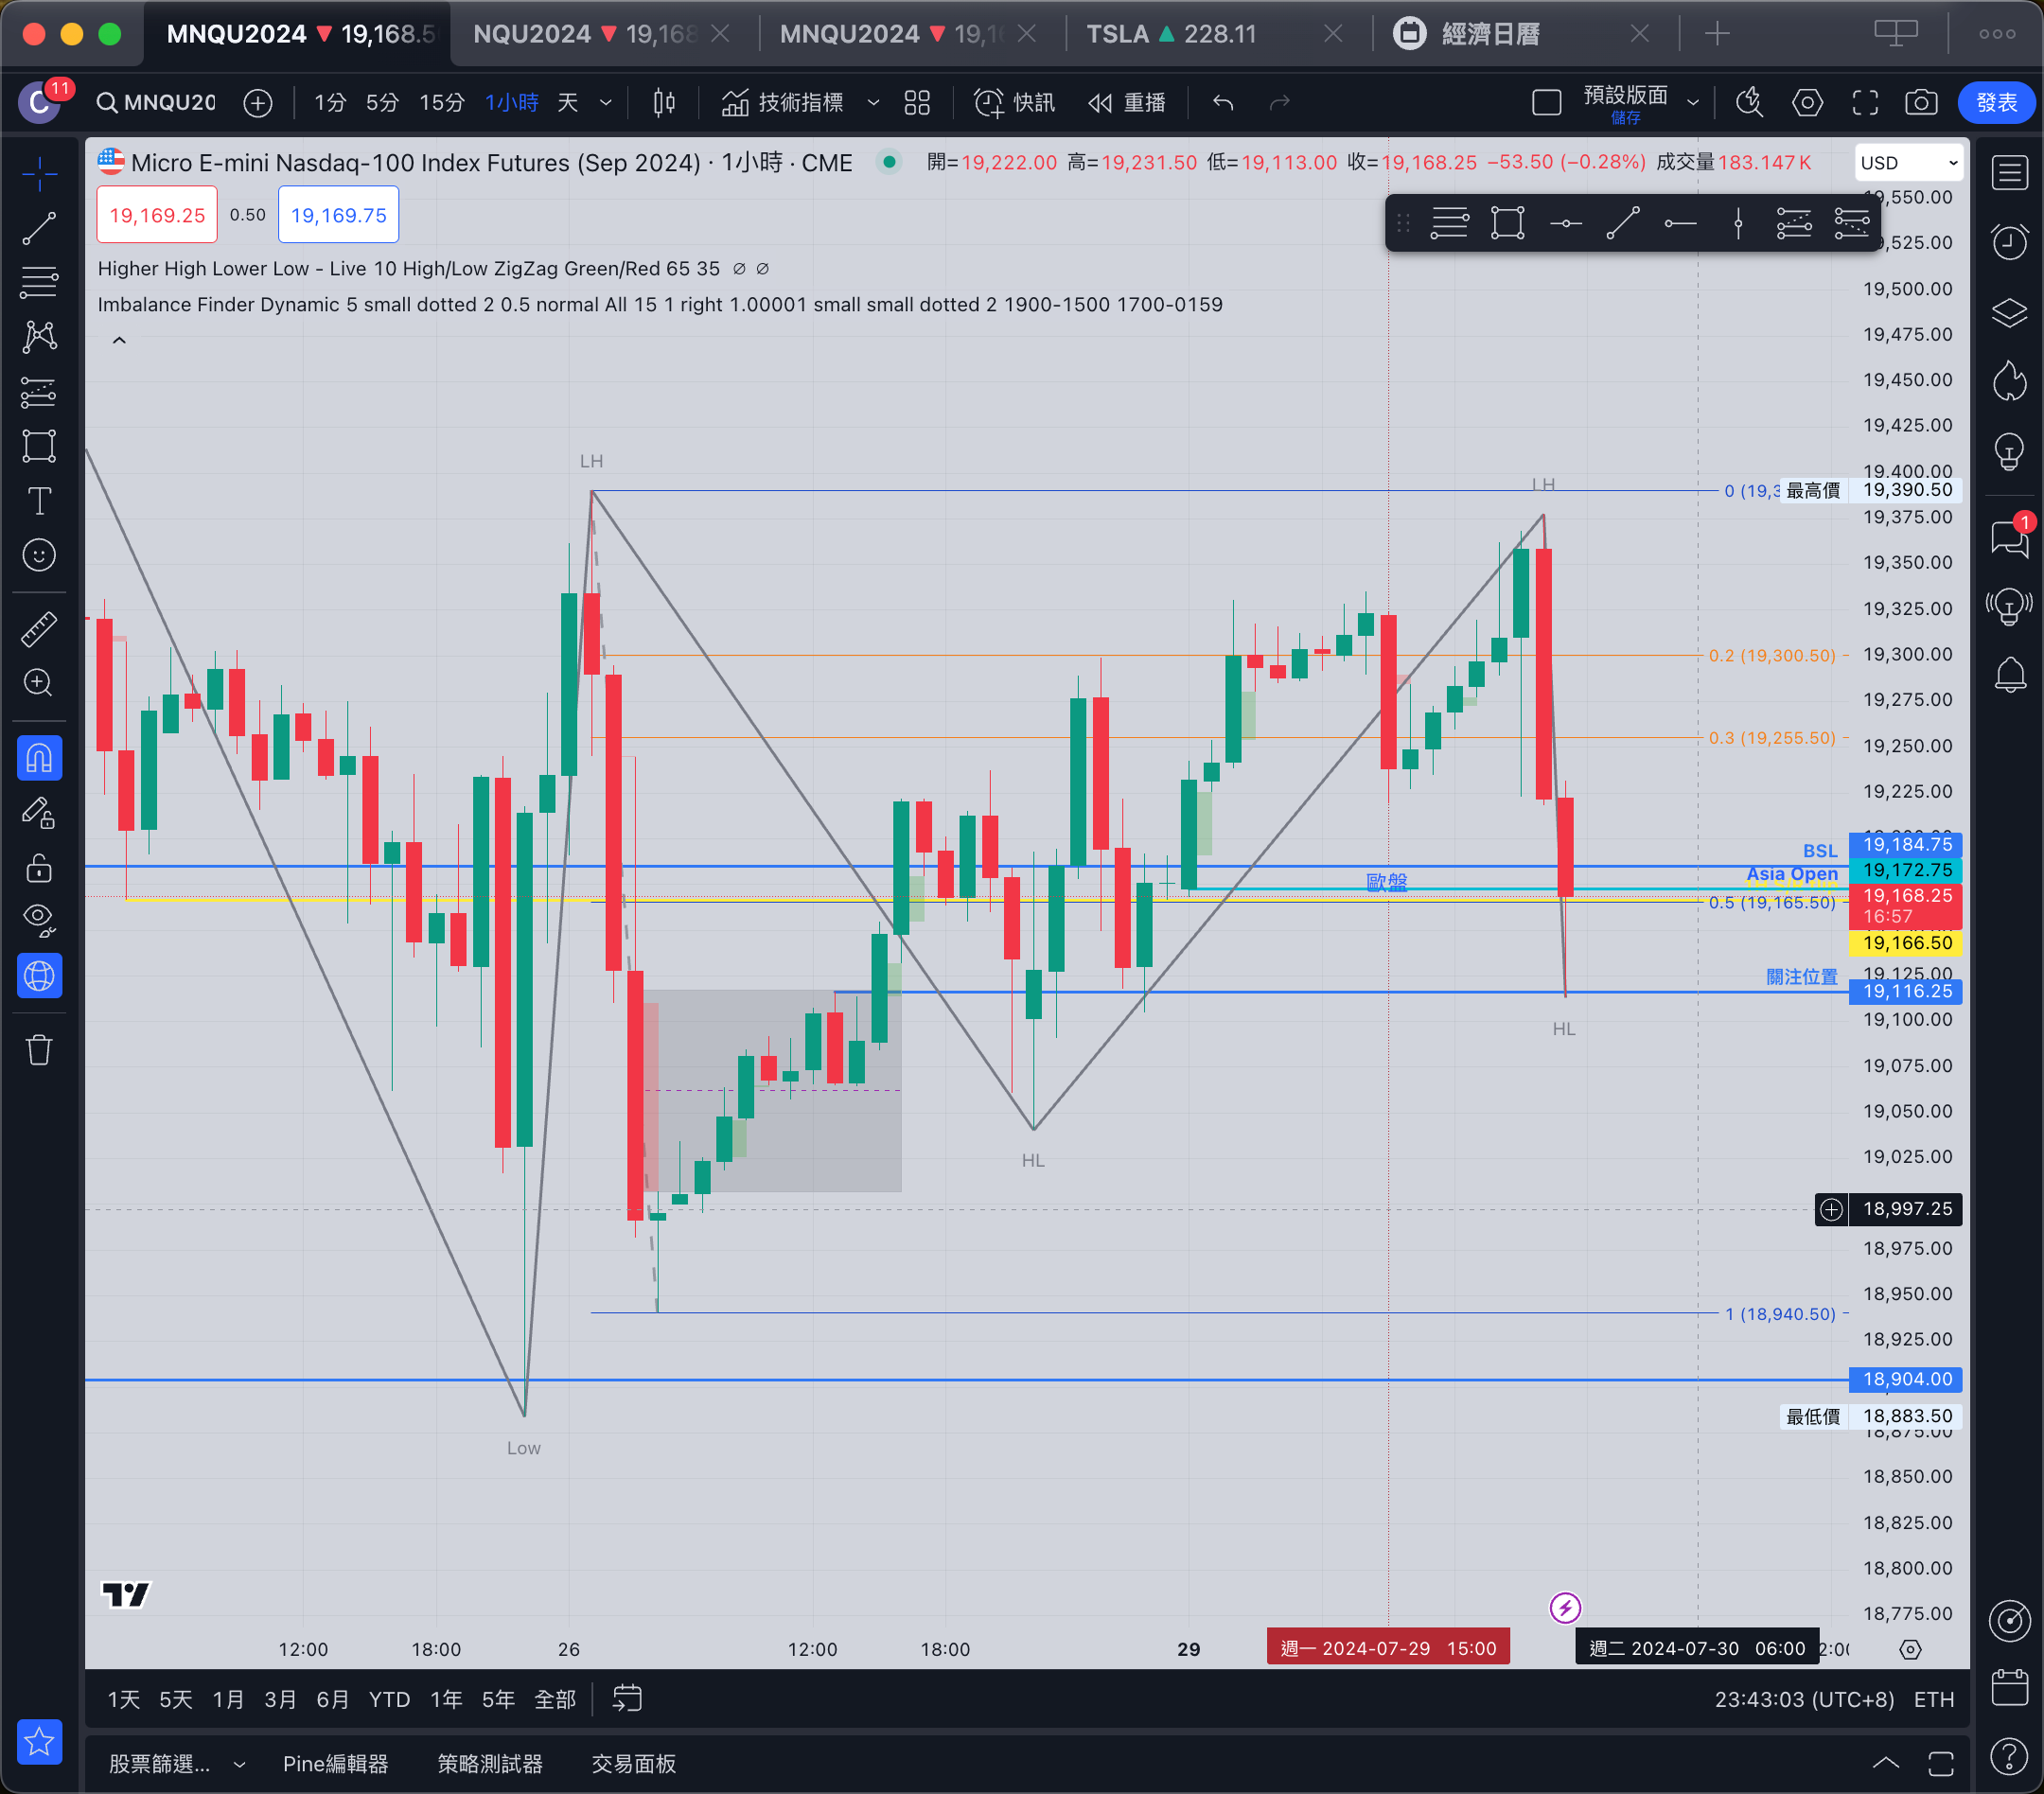 MNQU2024 19,168.5
NQU2024 19,168
MNQU2024 19,16
TSLA 228.11
經濟日曆
C 11
MNQU20
1分 5分 15分 1小時 天
技術指標
快訊
重播
預設版面
儲存
發表
Micro E-mini Nasdaq-100 Index Futures (Sep 2024) · 1小時 · CME
開=19,222.00 高=19,231.50 低=19,113.00 收=19,168.25 −53.50 (−0.28%) 成交量183.147K
USD
19,169.25 0.50 19,169.75
Higher High Lower Low - Live 10 High/Low ZigZag Green/Red 65 35 ∅ ∅
Imbalance Finder Dynamic 5 small dotted 2 0.5 normal All 15 1 right 1.00001 small small dotted 2 1900-1500 1700-0159
19,550.00
19,525.00
19,500.00
19,475.00
19,450.00
19,425.00
LH
19,400.00
LH
0 (19,3 最高價 19,390.50
19,375.00
1
19,350.00
19,325.00
0.2 (19,300.50)
19,300.00
19,275.00
0.3 (19,255.50)
19,250.00
19,225.00
BSL
19,184.75
Asia Open
19,172.75
歐盤
0.5 (19,165.50)
19,168.25
16:57
19,166.50
19,125.00
關注位置
19,116.25
HL
19,100.00
19,075.00
19,050.00
HL
19,025.00
18,997.25
18,975.00
18,950.00
1 (18,940.50)
18,925.00
18,904.00
最低價 18,883.50
18,875.00
Low
18,850.00
18,825.00
18,800.00
18,775.00
12:00 18:00 26 12:00 18:00 29 週一 2024-07-29 15:00 週二 2024-07-30 06:00 2:00
1天 5天 1月 3月 6月 YTD 1年 5年 全部
23:43:03 (UTC+8) ETH
股票篩選... Pine編輯器 策略測試器 交易面板